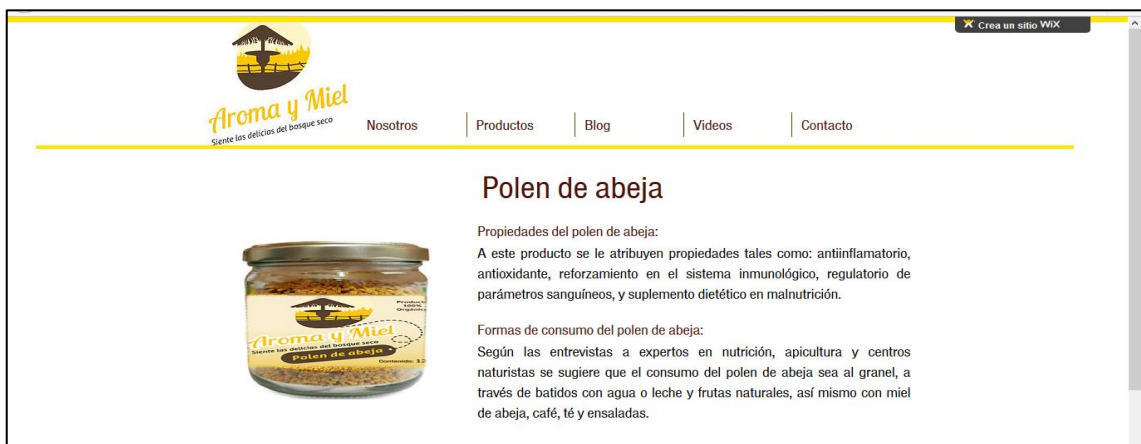 Crea un sitio WiX
Aroma y Miel
Siente las delicias del bosque seco
Nosotros
Productos
Blog
Videos
Contacto
Polen de abeja
Propiedades del polen de abeja:
A este producto se le atribuyen propiedades tales como: antiinflamatorio,
antioxidante, reforzamiento en el sistema inmunológico, regulatorio de
parámetros sanguíneos, y suplemento dietético en malnutrición.
Formas de consumo del polen de abeja:
Según las entrevistas a expertos en nutrición, apicultura y centros
naturistas se sugiere que el consumo del polen de abeja sea al granel, a
través de batidos con agua o leche y frutas naturales, así mismo con miel
de abeja, café, té y ensaladas.
100%
Aroma y Miel
Siente las delicias del bosque seco
Polen de abeja
Contenido: